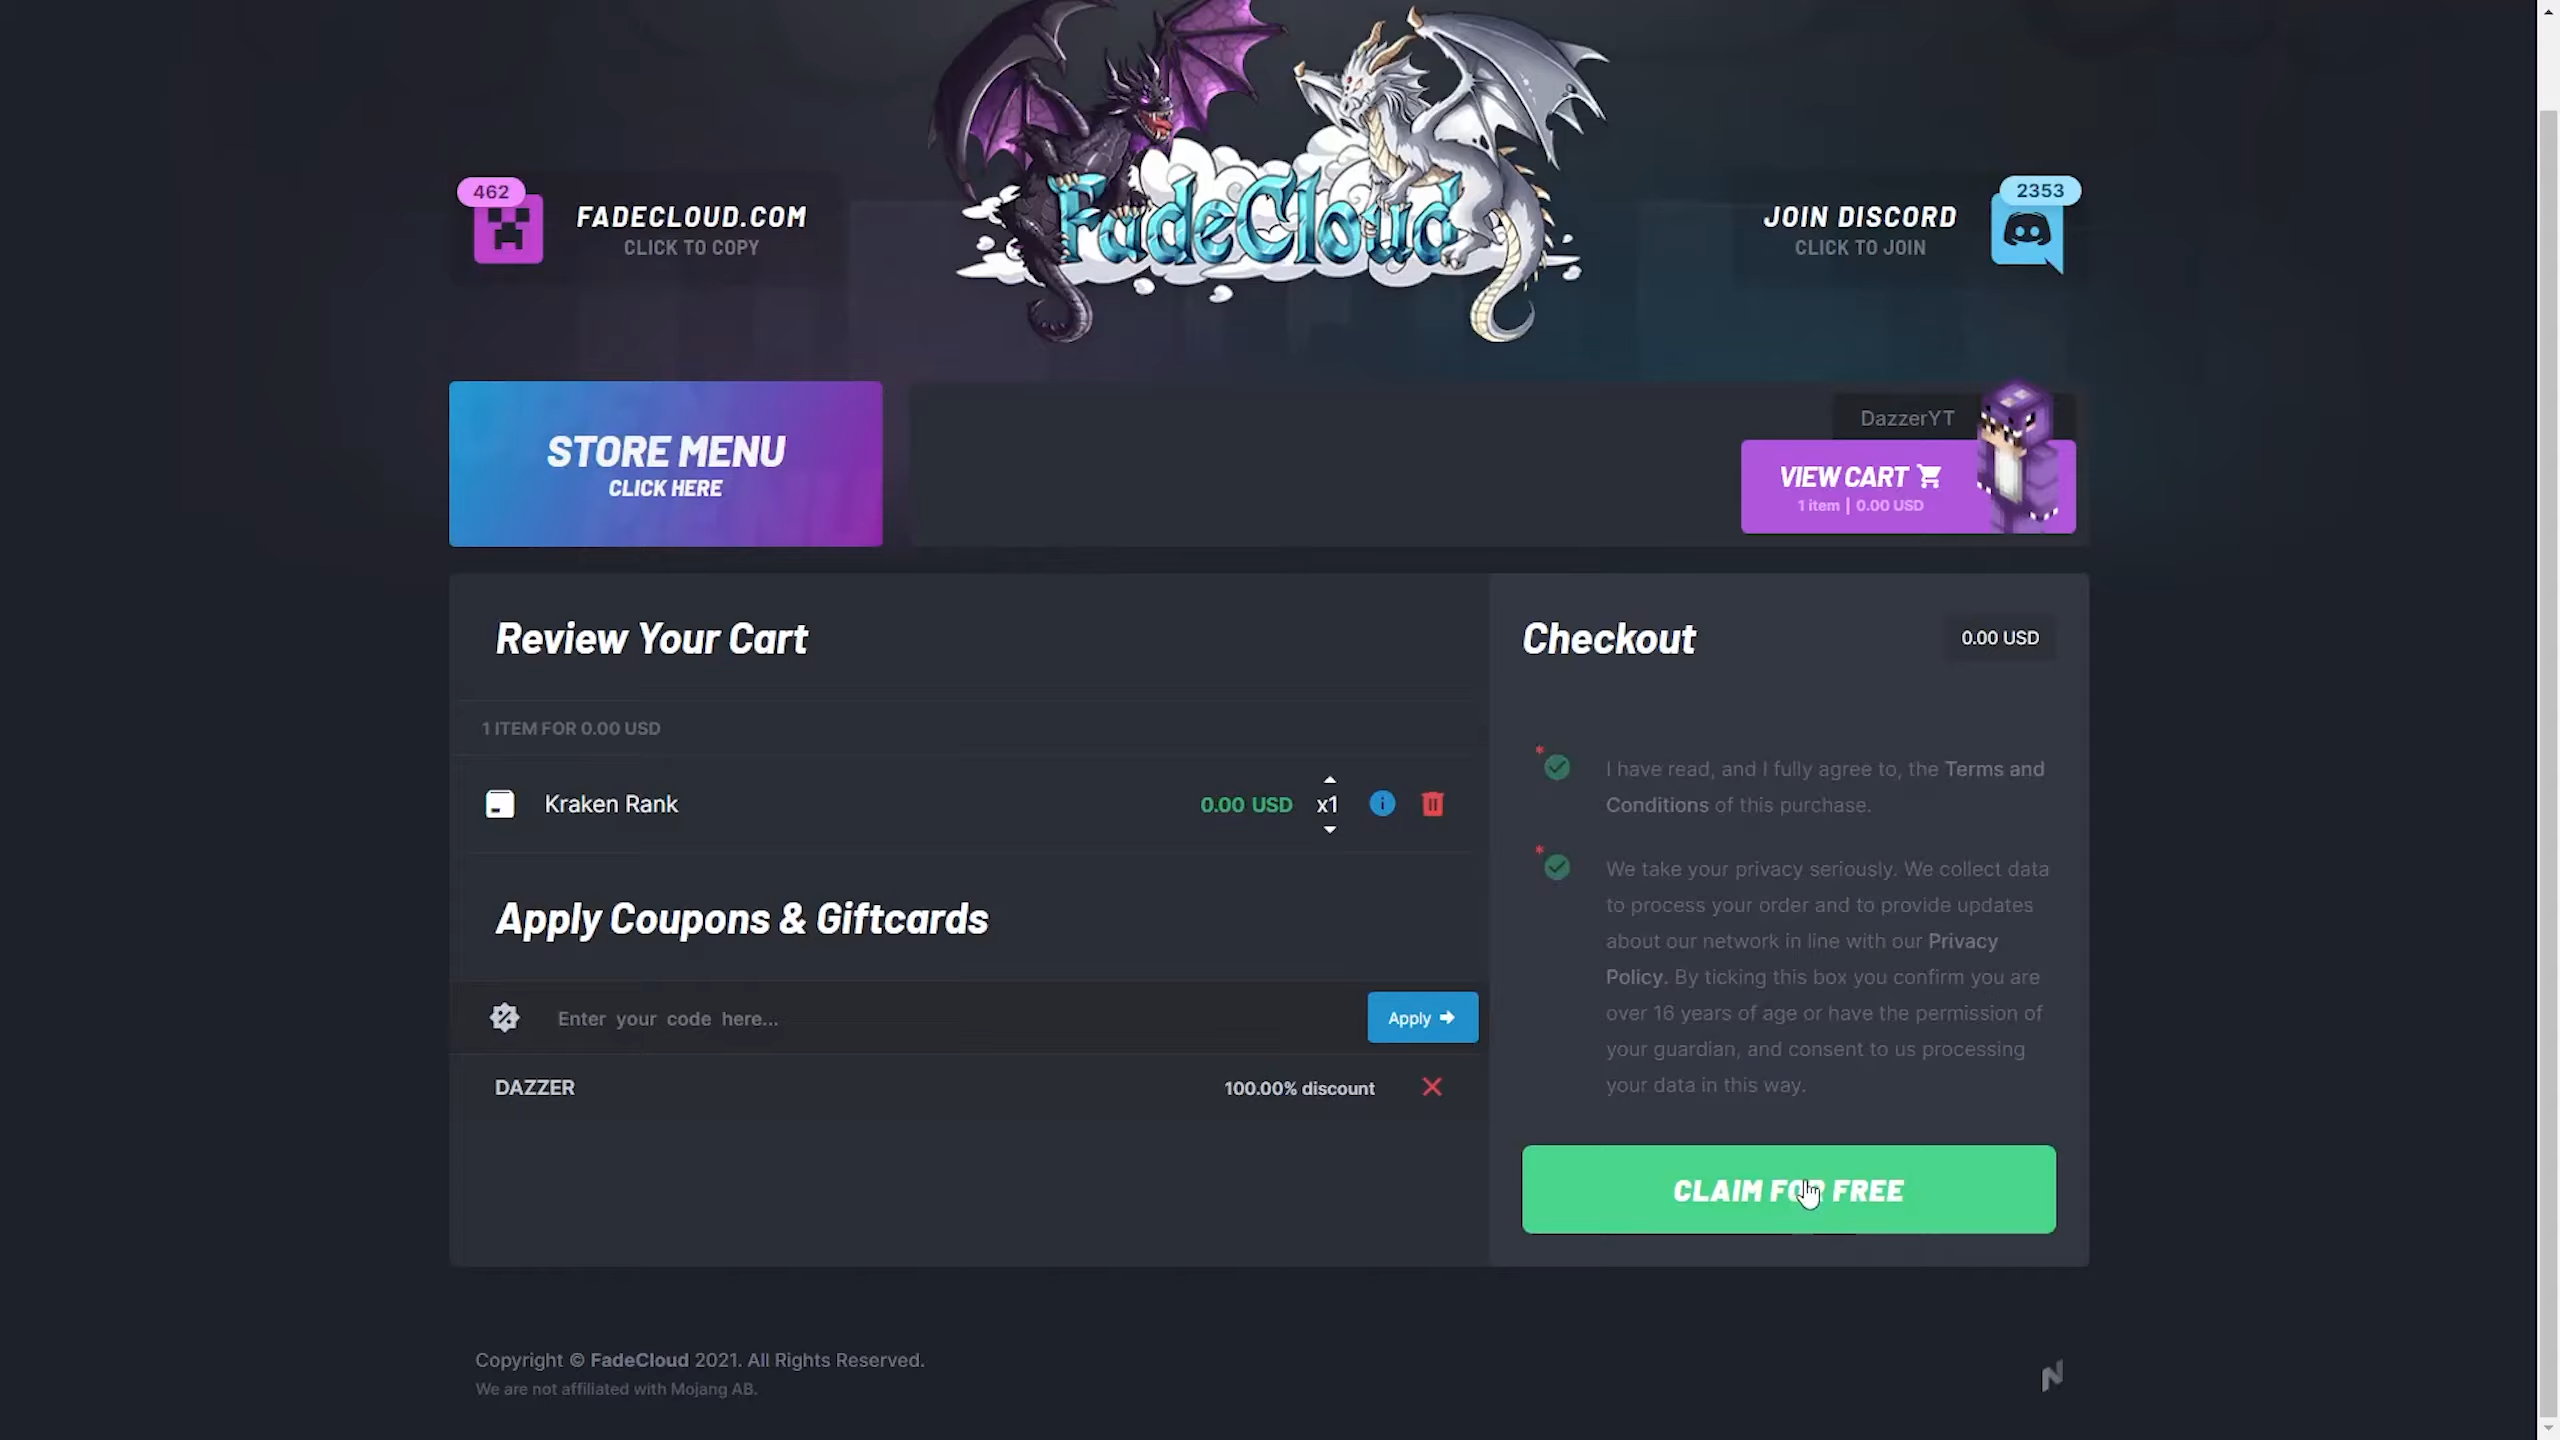 462
FADECLOUD.COM
CLICK TO COPY
FadeCloud
2353
JOIN DISCORD
CLICK TO JOIN
STORE MENU
CLICK HERE
DazzerYT
VIEW CART
1 item | 0.00 USD
Review Your Cart
1 ITEM FOR 0.00 USD
Kraken Rank
0.00 USD
x1
Apply Coupons & Giftcards
Enter your code here...
Apply
DAZZER
100.00% discount
Checkout
0.00 USD
* I have read, and I fully agree to, the Terms and
Conditions of this purchase.
* We take your privacy seriously. We collect data
to process your order and to provide updates
about our network in line with our Privacy
Policy. By ticking this box you confirm you are
over 16 years of age or have the permission of
your guardian, and consent to us processing
your data in this way.
CLAIM FOR FREE
Copyright © FadeCloud 2021. All Rights Reserved.
We are not affiliated with Mojang AB.